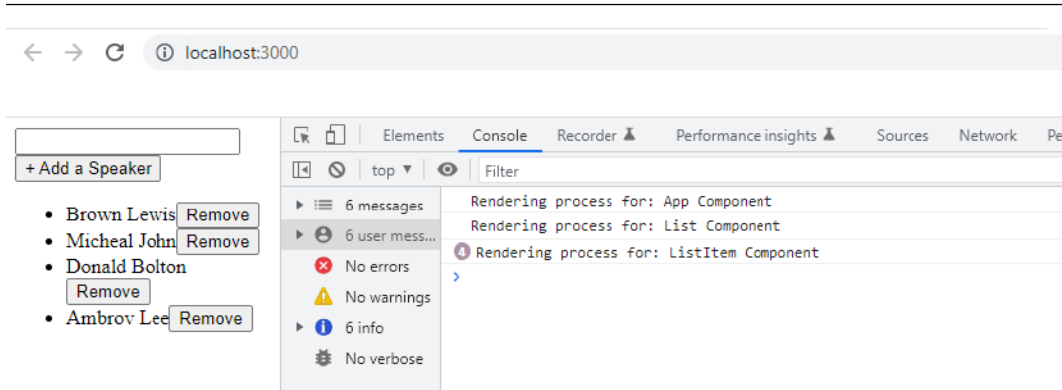 localhost:3000
Elements Console Recorder Performance insights Sources Network Pe
+ Add a Speaker
top Filter
Brown Lewis Remove
Micheal John Remove
Donald Bolton
Remove
Ambrov Lee Remove
6 messages
6 user mess...
No errors
No warnings
6 info
No verbose
Rendering process for: App Component
Rendering process for: List Component
4 Rendering process for: ListItem Component